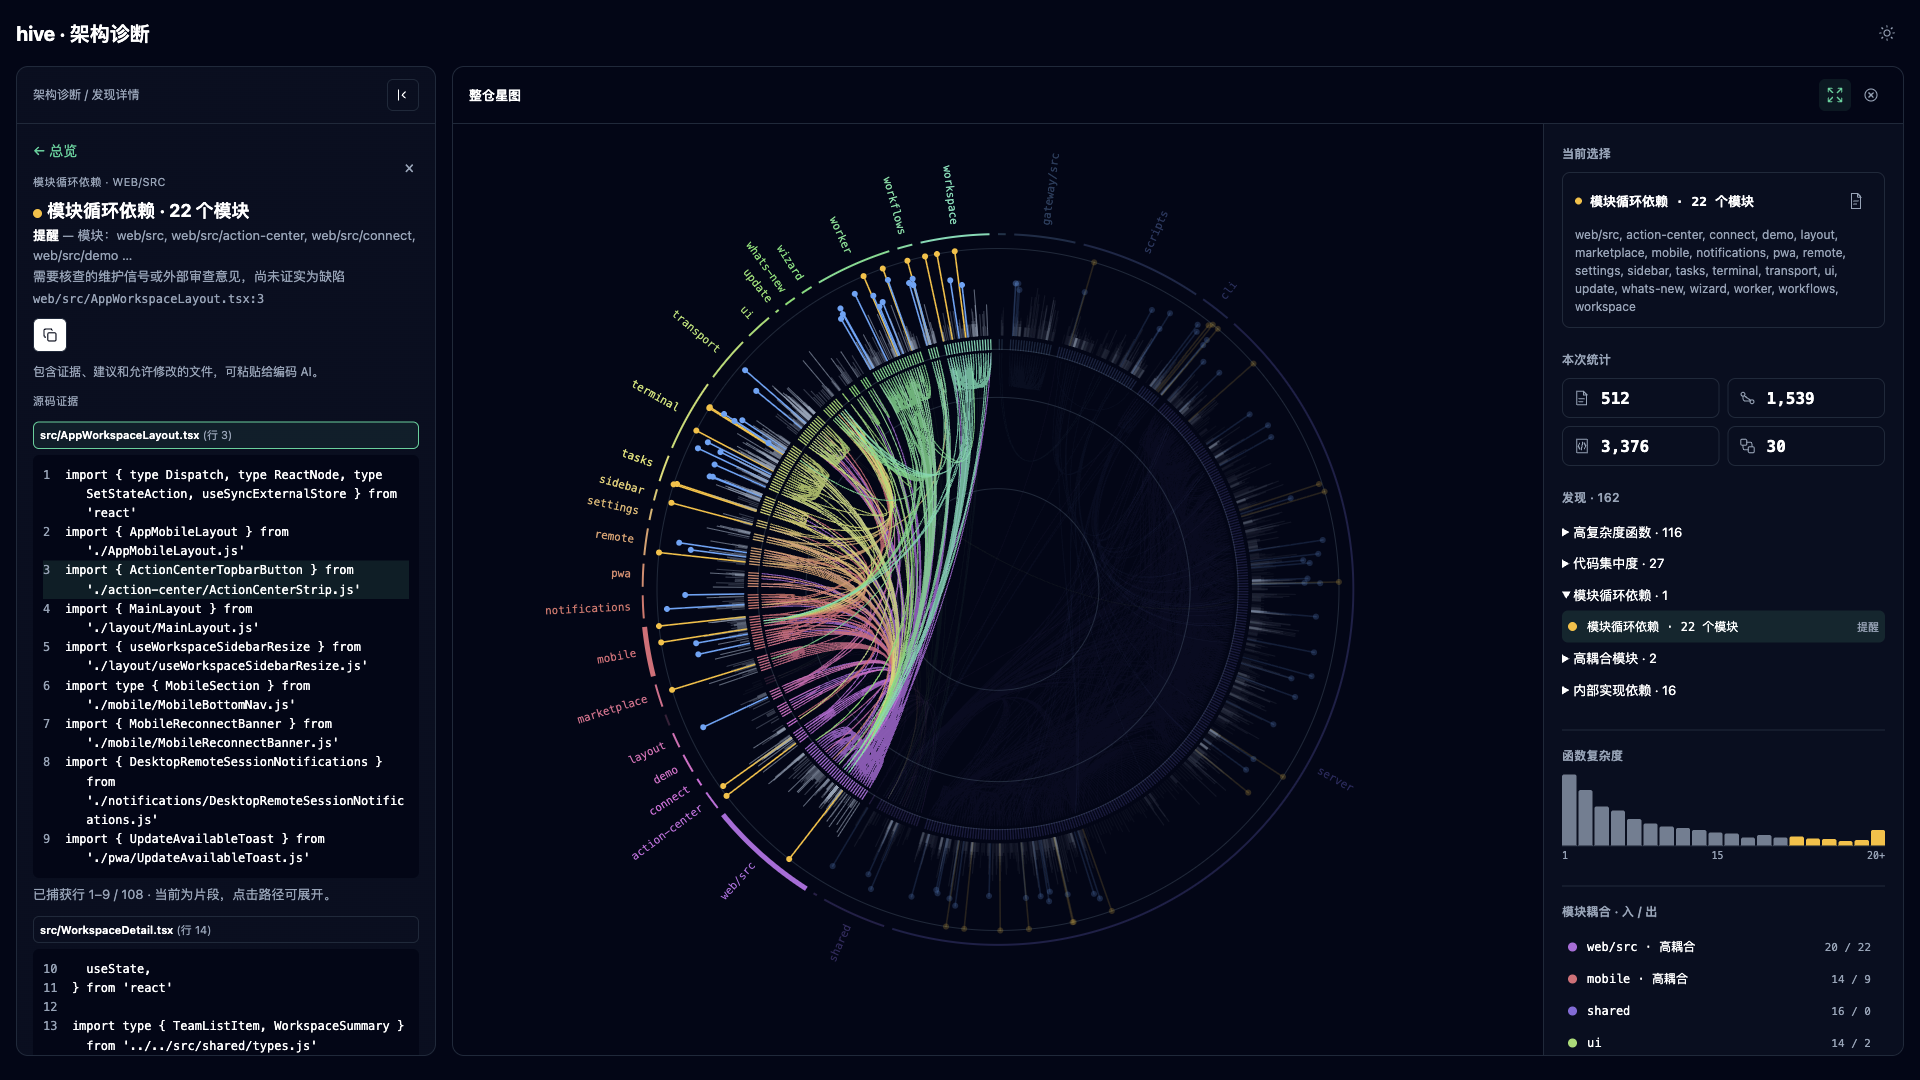 hive · 架构诊断
架构诊断 / 发现详情
← 总览
模块循环依赖 · WEB/SRC
模块循环依赖 · 22 个模块
提醒 — 模块：web/src, web/src/action-center, web/src/connect,
web/src/demo ...
需要核查的维护信号或外部审查意见，尚未证实为缺陷
web/src/AppWorkspaceLayout.tsx:3
包含证据、建议和允许修改的文件，可粘贴给编码 AI。
源码证据
src/AppWorkspaceLayout.tsx (行 3)
1 import { type Dispatch, type ReactNode, type
SetStateAction, useSyncExternalStore } from
'react'
2 import { AppMobileLayout } from
'./AppMobileLayout.js'
3 import { ActionCenterTopbarButton } from
'./action-center/ActionCenterStrip.js'
4 import { MainLayout } from
'./layout/MainLayout.js'
5 import { useWorkspaceSidebarResize } from
'./layout/useWorkspaceSidebarResize.js'
6 import type { MobileSection } from
'./mobile/MobileBottomNav.js'
7 import { MobileReconnectBanner } from
'./mobile/MobileReconnectBanner.js'
8 import { DesktopRemoteSessionNotifications }
from
'./notifications/DesktopRemoteSessionNotific
ations.js'
9 import { UpdateAvailableToast } from
'./pwa/UpdateAvailableToast.js'
已捕获行 1–9 / 108 · 当前为片段，点击路径可展开。
src/WorkspaceDetail.tsx (行 14)
10 useState,
11 } from 'react'
12
13 import type { TeamListItem, WorkspaceSummary }
from '../../src/shared/types.js'
整仓星图
gateway/src
scripts
cli
server
shared
web/src
action-center
connect
demo
layout
marketplace
mobile
notifications
pwa
remote
settings
sidebar
tasks
terminal
transport
ui
update
whats-new
wizard
worker
workflows
workspace
当前选择
模块循环依赖 · 22 个模块
web/src, action-center, connect, demo, layout,
marketplace, mobile, notifications, pwa, remote,
settings, sidebar, tasks, terminal, transport, ui,
update, whats-new, wizard, worker, workflows,
workspace
本次统计
512
1,539
3,376
30
发现 · 162
高复杂度函数 · 116
代码集中度 · 27
模块循环依赖 · 1
模块循环依赖 · 22 个模块 提醒
高耦合模块 · 2
内部实现依赖 · 16
函数复杂度
1 15 20+
模块耦合 · 入 / 出
web/src · 高耦合 20 / 22
mobile · 高耦合 14 / 9
shared 16 / 0
ui 14 / 2